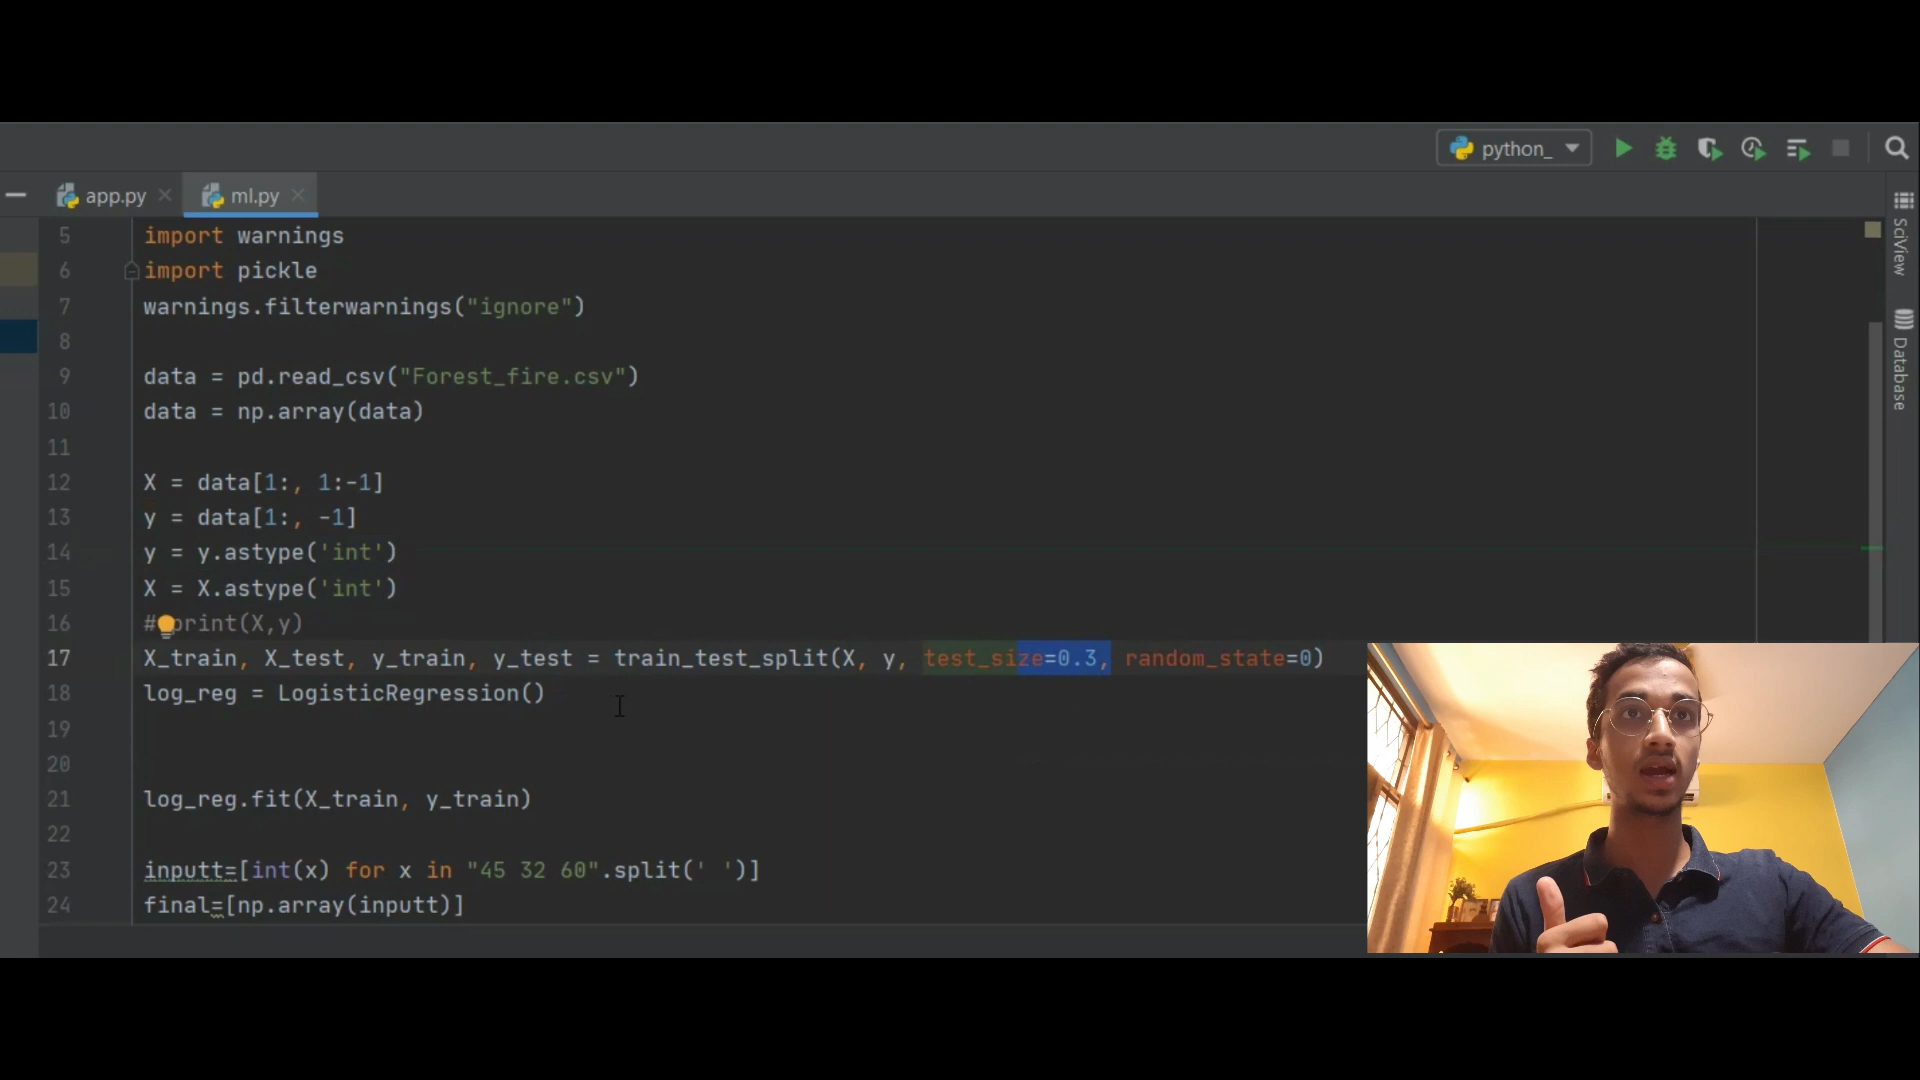 python_
app.py
ml.py
SciView
Database
5 import warnings
6 import pickle
7 warnings.filterwarnings("ignore")
8
9 data = pd.read_csv("Forest_fire.csv")
10 data = np.array(data)
11
12 X = data[1:, 1:-1]
13 y = data[1:, -1]
14 y = y.astype('int')
15 X = X.astype('int')
16 # print(X,y)
17 X_train, X_test, y_train, y_test = train_test_split(X, y, test_size=0.3, random_state=0)
18 log_reg = LogisticRegression()
19
20
21 log_reg.fit(X_train, y_train)
22
23 inputt=[int(x) for x in "45 32 60".split(' ')]
24 final=[np.array(inputt)]